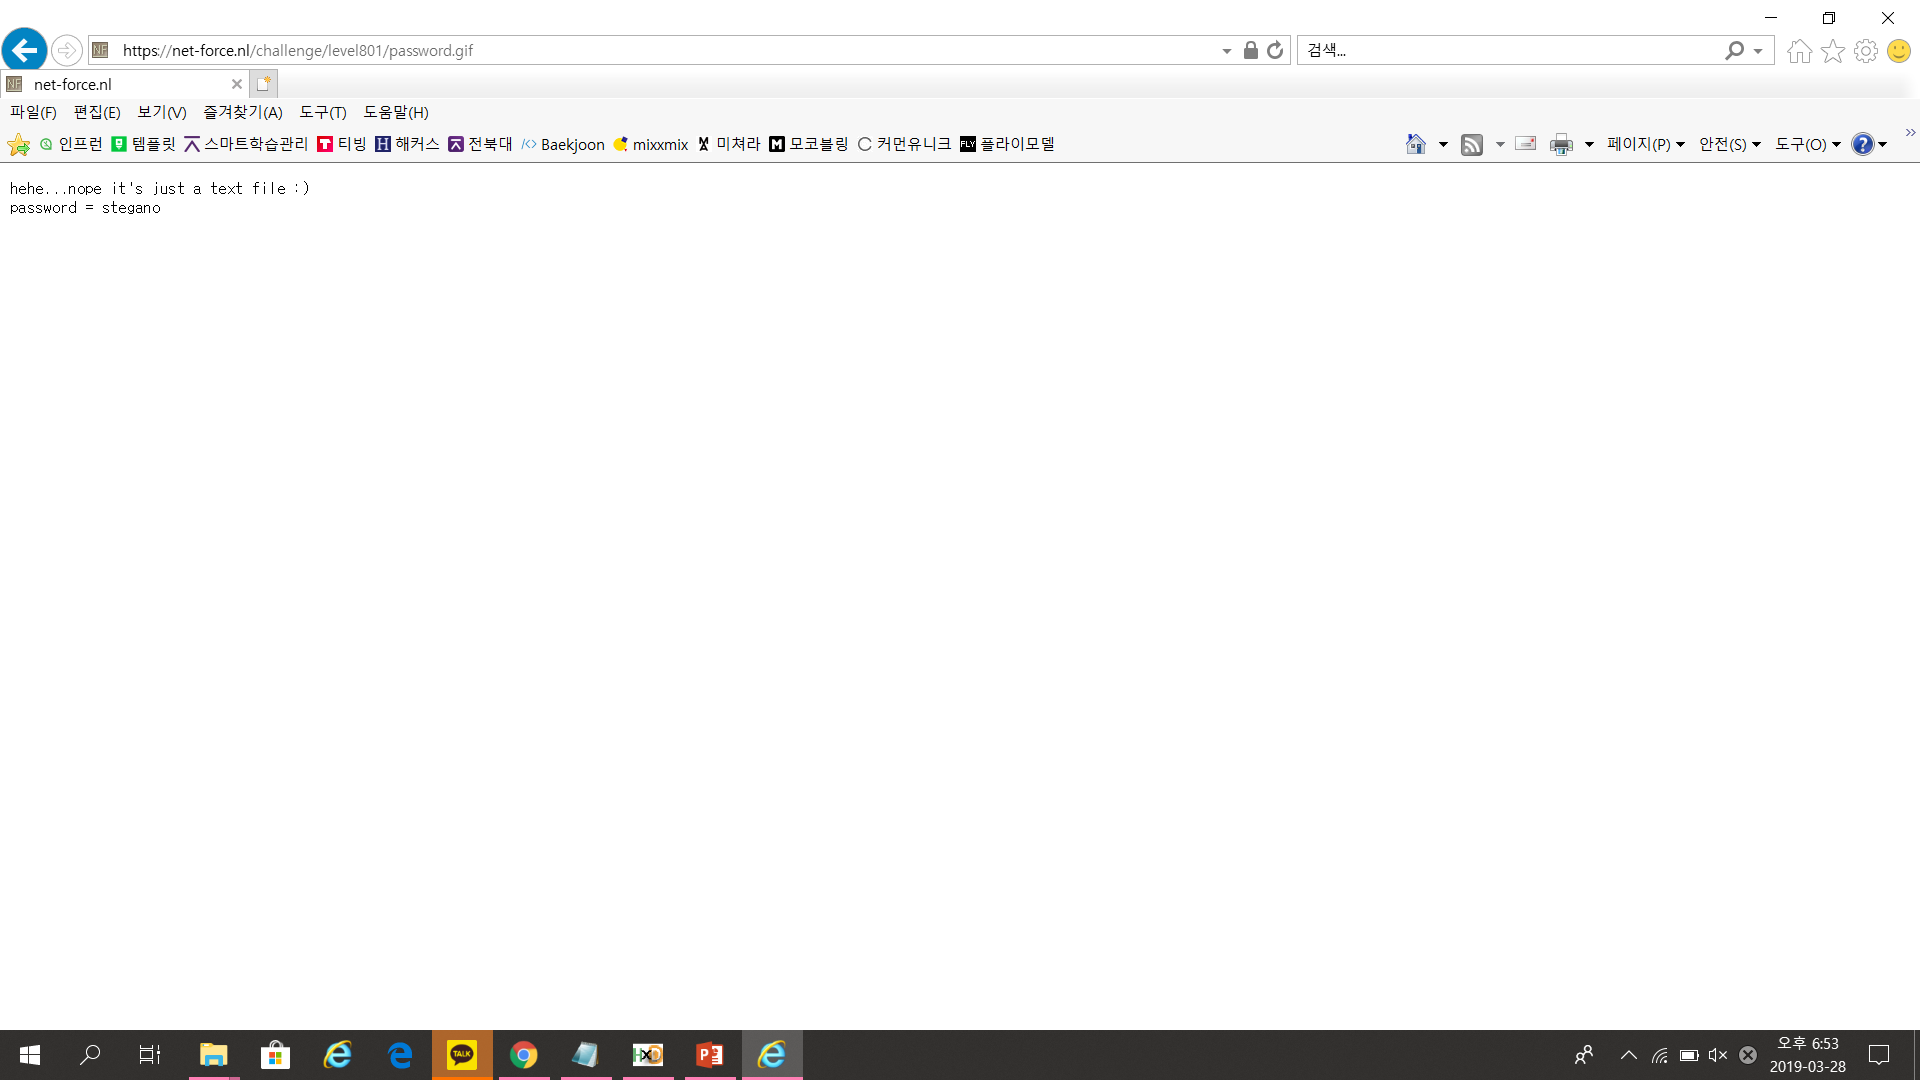 https://net-force.nl/challenge/level801/password.gif
검색...
net-force.nl
파일(F) 편집(E) 보기(V) 즐겨찾기(A) 도구(T) 도움말(H)
인프런 템플릿 스마트학습관리 티빙 해커스 전북대 Baekjoon mixxmix 미쳐라 모코블링 커먼유니크 플라이모델 페이지(P) 안전(S) 도구(O)
hehe...nope it's just a text file :)
password = stegano
오후 6:53
2019-03-28